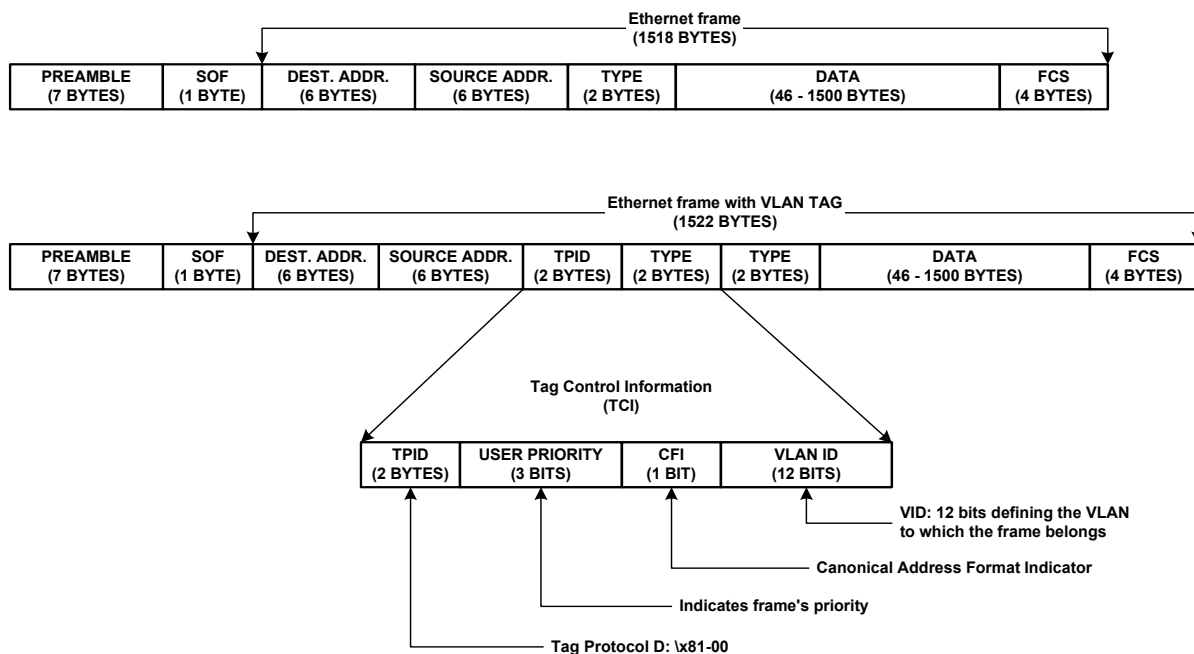 Ethernet frame
(1518 BYTES)
PREAMBLE
(7 BYTES)
SOF
(1 BYTE)
DEST. ADDR.
(6 BYTES)
SOURCE ADDR.
(6 BYTES)
TYPE
(2 BYTES)
DATA
(46 - 1500 BYTES)
FCS
(4 BYTES)
Ethernet frame with VLAN TAG
(1522 BYTES)
PREAMBLE
(7 BYTES)
SOF
(1 BYTE)
DEST. ADDR.
(6 BYTES)
SOURCE ADDR.
(6 BYTES)
TPID
(2 BYTES)
TYPE
(2 BYTES)
TYPE
(2 BYTES)
DATA
(46 - 1500 BYTES)
FCS
(4 BYTES)
Tag Control Information
(TCI)
TPID
(2 BYTES)
USER PRIORITY
(3 BITS)
CFI
(1 BIT)
VLAN ID
(12 BITS)
VID: 12 bits defining the VLAN
to which the frame belongs
Canonical Address Format Indicator
Indicates frame's priority
Tag Protocol D: \x81-00